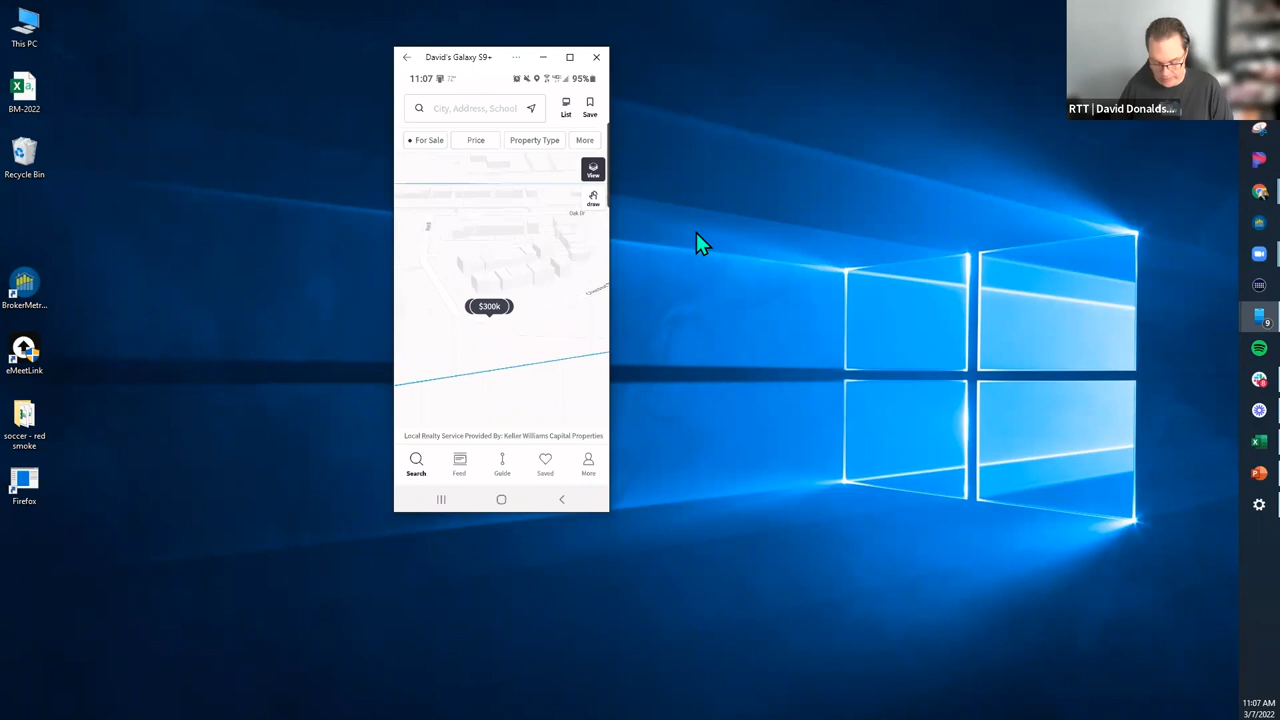 This PC
BM-2022
Recycle Bin
BrokerMetr...
eMeetLink
soccer - red
smoke
Firefox
David's Galaxy S9+
11:07
72°
95%
City, Address, School
List
Save
For Sale
Price
Property Type
More
View
draw
Oak Dr
$300k
Local Realty Service Provided By: Keller Williams Capital Properties
Search
Feed
Guide
Saved
More
RTT | David Donalds...
9
11:07 AM
3/7/2022